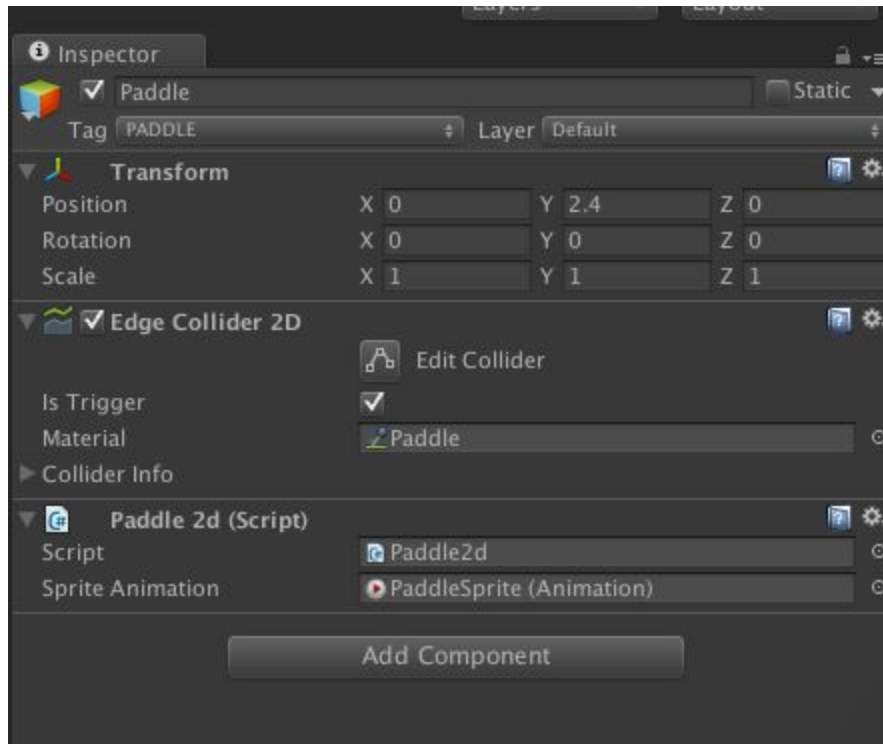 Layers Layout
Inspector
Paddle Static
Tag PADDLE Layer Default
Transform
Position X 0 Y 2.4 Z 0
Rotation X 0 Y 0 Z 0
Scale X 1 Y 1 Z 1
Edge Collider 2D
Edit Collider
Is Trigger
Material Paddle
Collider Info
Paddle 2d (Script)
Script Paddle2d
Sprite Animation PaddleSprite (Animation)
Add Component